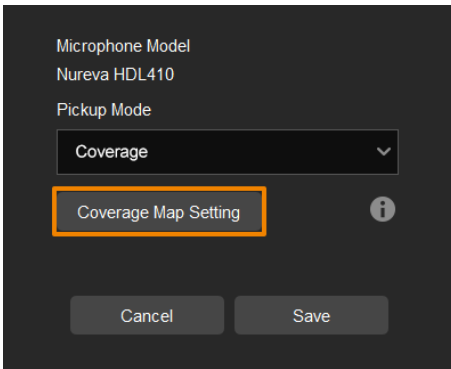 Microphone Model
Nureva HDL410
Pickup Mode
Coverage
Coverage Map Setting
Cancel
Save